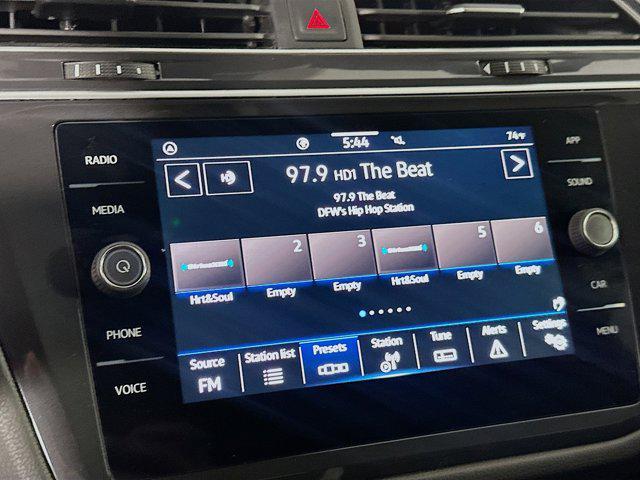 5:44
74°F
97.9 HD1 The Beat
97.9 The Beat
DFW's Hip Hop Station
2 3 5 6
SiriusXM SiriusXM
Hrt&Soul Empty Empty Hrt&Soul Empty Empty
Source Station list Presets Station Tune Alerts Settings
FM
RADIO
MEDIA
PHONE
VOICE
APP
SOUND
CAR
MENU